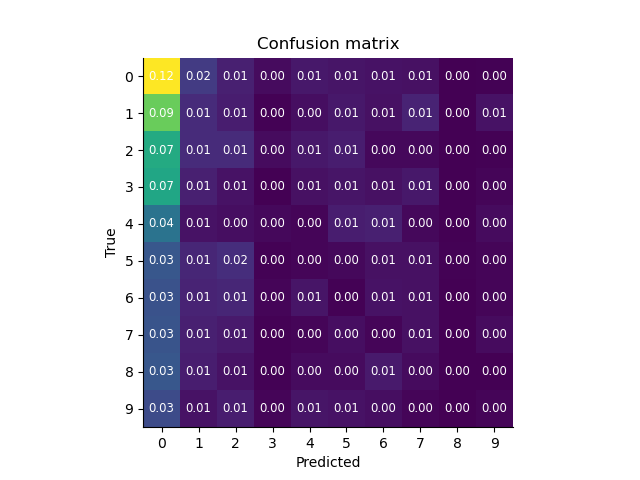 Confusion matrix
0 0.12 0.02 0.01 0.00 0.01 0.01 0.01 0.01 0.00 0.00
1 0.09 0.01 0.01 0.00 0.00 0.01 0.01 0.01 0.00 0.01
2 0.07 0.01 0.01 0.00 0.01 0.01 0.00 0.00 0.00 0.00
3 0.07 0.01 0.01 0.00 0.01 0.01 0.01 0.01 0.00 0.00
4 0.04 0.01 0.00 0.00 0.00 0.01 0.01 0.00 0.00 0.00
5 0.03 0.01 0.02 0.00 0.00 0.00 0.01 0.01 0.00 0.00
6 0.03 0.01 0.01 0.00 0.01 0.00 0.01 0.01 0.00 0.00
7 0.03 0.01 0.01 0.00 0.00 0.00 0.00 0.01 0.00 0.00
8 0.03 0.01 0.01 0.00 0.00 0.00 0.01 0.00 0.00 0.00
9 0.03 0.01 0.01 0.00 0.01 0.01 0.00 0.00 0.00 0.00
True
0 1 2 3 4 5 6 7 8 9
Predicted